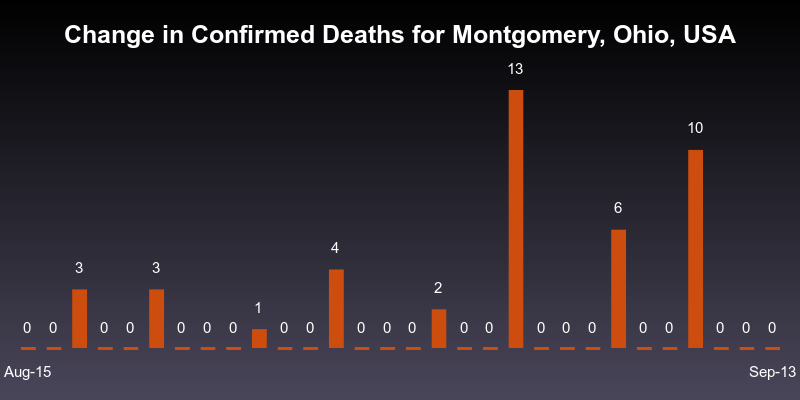 Change in Confirmed Deaths for Montgomery, Ohio, USA
0 0 3 0 0 3 0 0 0 1 0 0 4 0 0 0 2 0 0 13 0 0 0 6 0 0 10 0 0 0
Aug-15 Sep-13